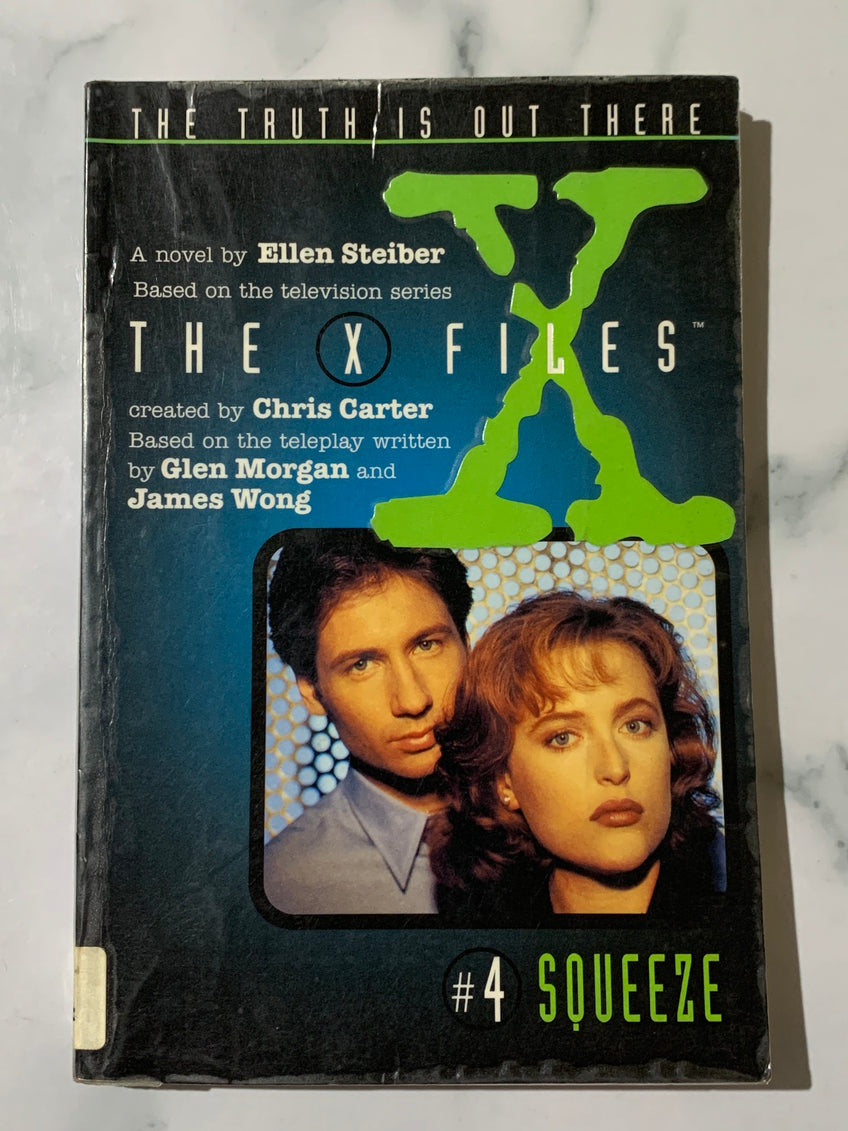 THE TRUTH IS OUT THERE
A novel by Ellen Steiber
Based on the television series
THE X FILES™
created by Chris Carter
Based on the teleplay written
by Glen Morgan and
James Wong
X
#4 SQUEEZE